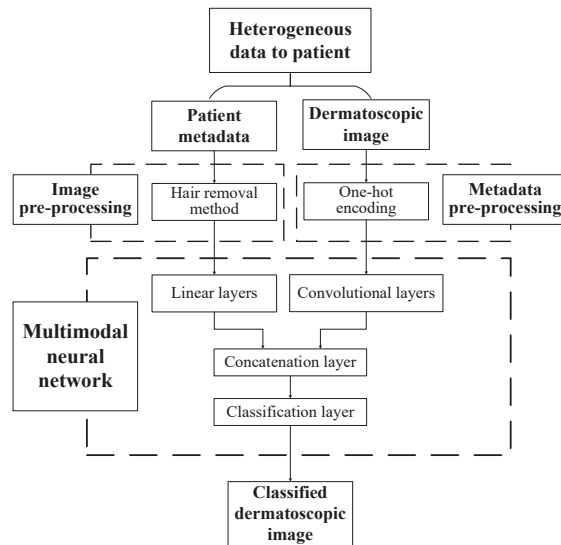 Heterogeneous
data to patient
Patient
metadata
Dermatoscopic
image
Image
pre-processing
Hair removal
method
One-hot
encoding
Metadata
pre-processing
Linear layers
Convolutional layers
Multimodal
neural
network
Concatenation layer
Classification layer
Classified
dermatoscopic
image